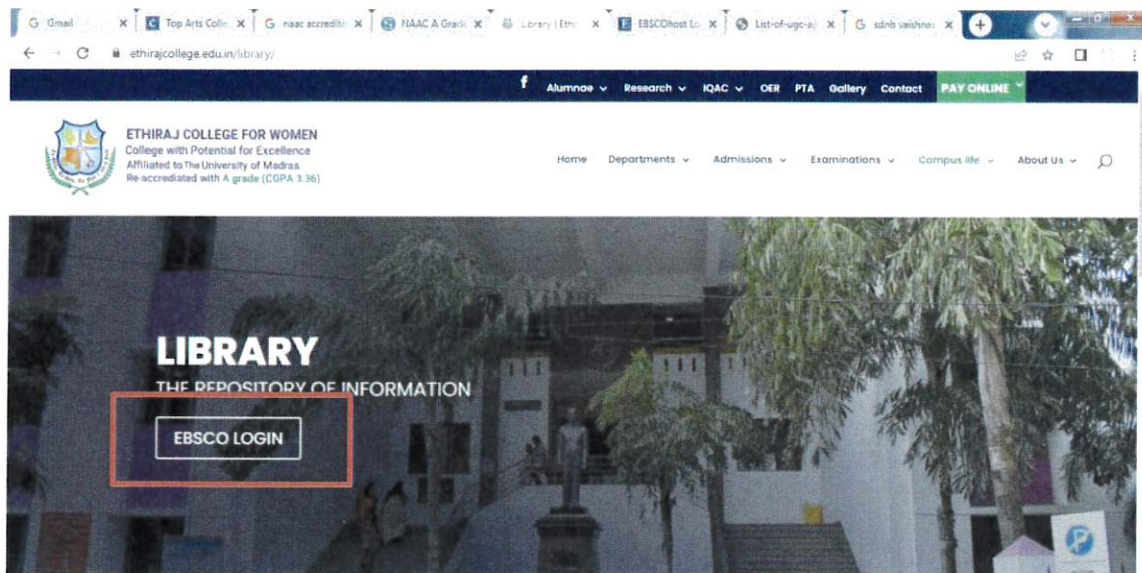 Gmail
Top Arts Colle
naac accredit
NAAC A Grade
Library | Ethi
EBSCOhost Lo
List-of-ugc-a
sdnb vaishnav
ethirajcollege.edu.in/library/
f Alumnae Research IQAC OER PTA Gallery Contact PAY ONLINE
ETHIRAJ COLLEGE FOR WOMEN
College with Potential for Excellence
Affiliated to The University of Madras
Re-accrediated with A grade (CGPA 3.36)
Home Departments Admissions Examinations Campus life About Us
LIBRARY
THE REPOSITORY OF INFORMATION
EBSCO LOGIN
P